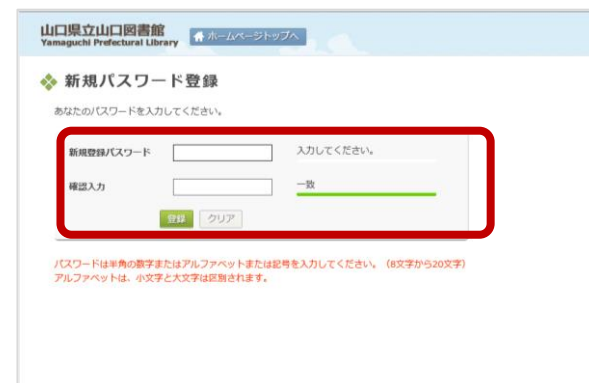 山口県立山口図書館
Yamaguchi Prefectural Library
ホームページトップへ
新規パスワード登録
あなたのパスワードを入力してください。
新規登録パスワード 入力してください。
確認入力 一致
登録 クリア
パスワードは半角の数字またはアルファベットまたは記号を入力してください。（8文字から20文字）
アルファベットは、小文字と大文字は区別されます。